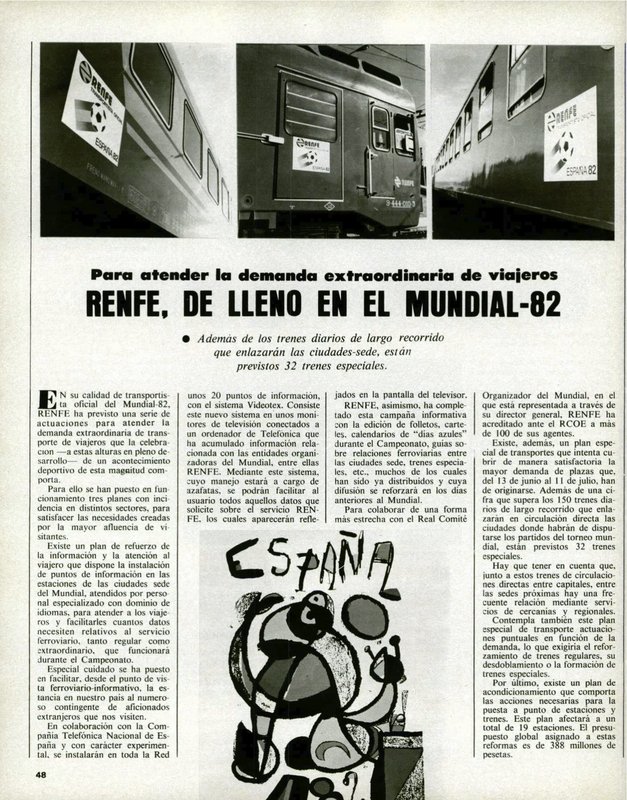 RENFE
TRANSPORTISTA OFICIAL
ESPAÑA 82
RENFE
ESPAÑA 82
RENFE
9-444-010-3
RENFE
TRANSPORTISTA OFICIAL
ESPAÑA 82
Para atender la demanda extraordinaria de viajeros
RENFE, DE LLENO EN EL MUNDIAL-82
● Además de los trenes diarios de largo recorrido
que enlazarán las ciudades-sede, están
previstos 32 trenes especiales.
EN su calidad de transportis-
ta oficial del Mundial-82,
RENFE ha previsto una serie de
actuaciones para atender la
demanda extraordinaria de trans-
porte de viajeros que la celebra-
ción —a estas alturas en pleno de-
sarrollo— de un acontecimiento
deportivo de esta magnitud com-
porta.
Para ello se han puesto en fun-
cionamiento tres planes con inci-
dencia en distintos sectores, para
satisfacer las necesidades creadas
por la mayor afluencia de vi-
sitantes.
Existe un plan de refuerzo de
la información y la atención al
viajero que dispone la instalación
de puntos de información en las
estaciones de las ciudades sede
del Mundial, atendidos por perso-
nal especializado con dominio de
idiomas, para atender a los viaje-
ros y facilitarles cuantos datos
necesiten relativos al servicio
ferroviario, tanto regular como
extraordinario, que funcionará
durante el Campeonato.
Especial cuidado se ha puesto
en facilitar, desde el punto de vis-
ta ferroviario-informativo, la es-
tancia en nuestro país al numero-
so contingente de aficionados
extranjeros que nos visiten.
En colaboración con la Com-
pañía Telefónica Nacional de Es-
paña y con carácter experimen-
tal, se instalarán en toda la Red
unos 20 puntos de información,
con el sistema Videotex. Consiste
este nuevo sistema en unos moni-
tores de televisión conectados a
un ordenador de Telefónica que
ha acumulado información rela-
cionada con las entidades organi-
zadoras del Mundial, entre ellas
RENFE. Mediante este sistema,
cuyo manejo estará a cargo de
azafatas, se podrán facilitar al
usuario todos aquellos datos que
solicite sobre el servicio REN-
FE, los cuales aparecerán refle-
jados en la pantalla del televisor.
RENFE, asimismo, ha comple-
tado esta campaña informativa
con la edición de folletos, carte-
les, calendarios de "días azules"
durante el Campeonato, guías so-
bre relaciones ferroviarias entre
las ciudades sede, trenes especia-
les, etc., muchos de los cuales
han sido ya distribuidos y cuya
difusión se reforzará en los días
anteriores al Mundial.
Para colaborar de una forma
más estrecha con el Real Comité
Organizador del Mundial, en el
que está representada a través de
su director general, RENFE ha
acreditado ante el RCOE a más
de 100 de sus agentes.
Existe, además, un plan especial
de transportes que intenta cu-
brir de manera satisfactoria la
mayor demanda de plazas que,
del 13 de junio al 11 de julio, han
de originarse. Además de una ci-
fra que supera los 150 trenes dia-
rios de largo recorrido que enla-
zarán en circulación directa las
ciudades donde habrán de dispu-
tarse los partidos del torneo mun-
dial, están previstos 32 trenes
especiales.
Hay que tener en cuenta que,
junto a estos trenes de circulacio-
nes directas entre capitales, entre
las sedes próximas hay una fre-
cuente relación mediante servi-
cios de cercanías y regionales.
Contempla también este plan
especial de transporte actuacio-
nes puntuales en función de la
demanda, lo que exigiría el refor-
zamiento de trenes regulares, su
desdoblamiento o la formación de
trenes especiales.
Por último, existe un plan de
acondicionamiento que comporta
las acciones necesarias para la
puesta a punto de estaciones y
trenes. Este plan afectará a un
total de 19 estaciones. El presu-
puesto global asignado a estas
reformas es de 388 millones de
pesetas.
ESPAÑA
48